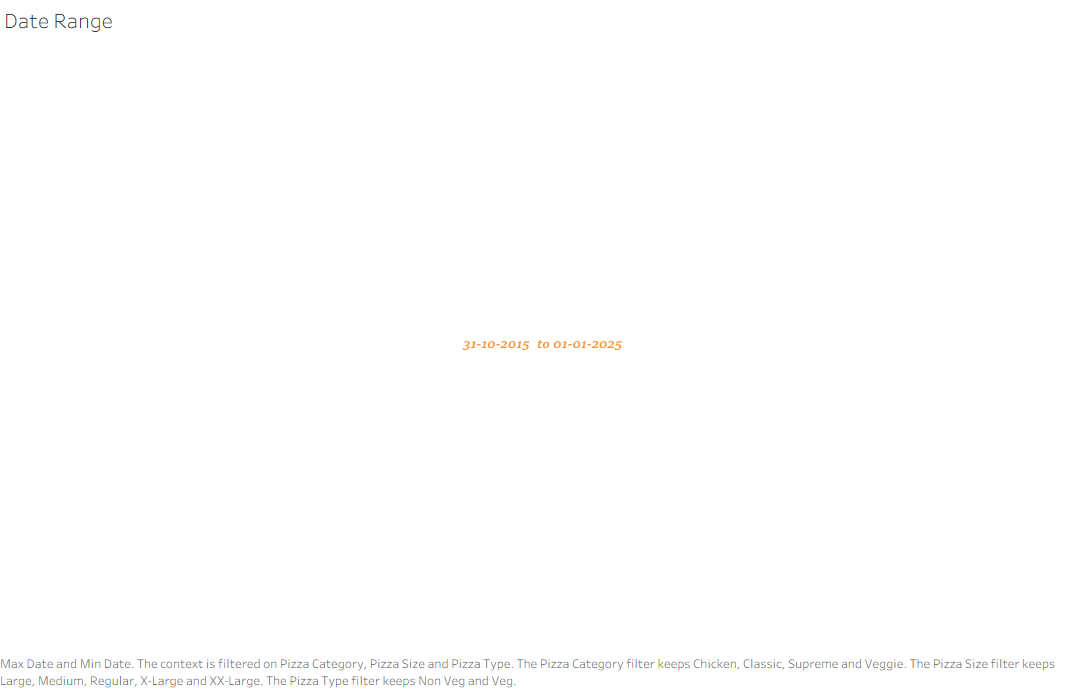 Date Range
31-10-2015 to 01-01-2025
Max Date and Min Date. The context is filtered on Pizza Category, Pizza Size and Pizza Type. The Pizza Category filter keeps Chicken, Classic, Supreme and Veggie. The Pizza Size filter keeps
Large, Medium, Regular, X-Large and XX-Large. The Pizza Type filter keeps Non Veg and Veg.